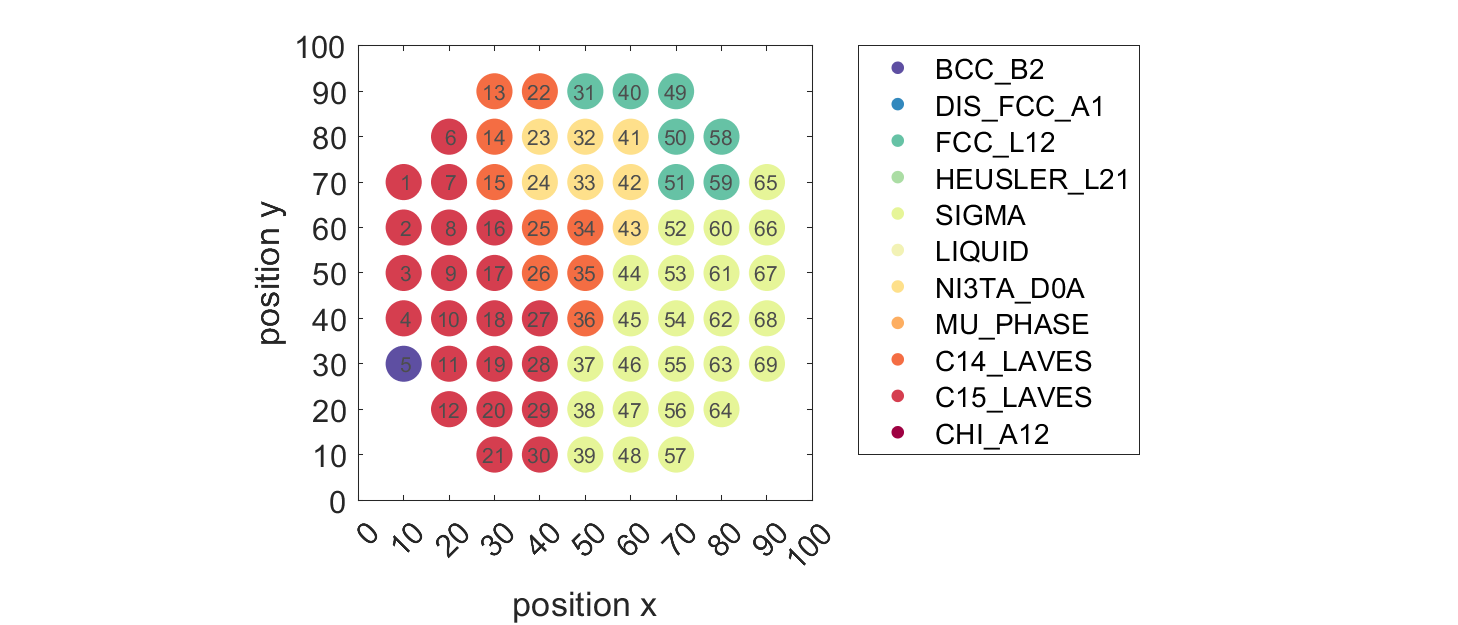 100
90
80
70
60
50
40
30
20
10
0
13 22 31 40 49
6 14 23 32 41 50 58
1 7 15 24 33 42 51 59 65
2 8 16 25 34 43 52 60 66
3 9 17 26 35 44 53 61 67
4 10 18 27 36 45 54 62 68
5 11 19 28 37 46 55 63 69
12 20 29 38 47 56 64
21 30 39 48 57
0 10 20 30 40 50 60 70 80 90 100
position x
position y
BCC_B2
DIS_FCC_A1
FCC_L12
HEUSLER_L21
SIGMA
LIQUID
NI3TA_D0A
MU_PHASE
C14_LAVES
C15_LAVES
CHI_A12